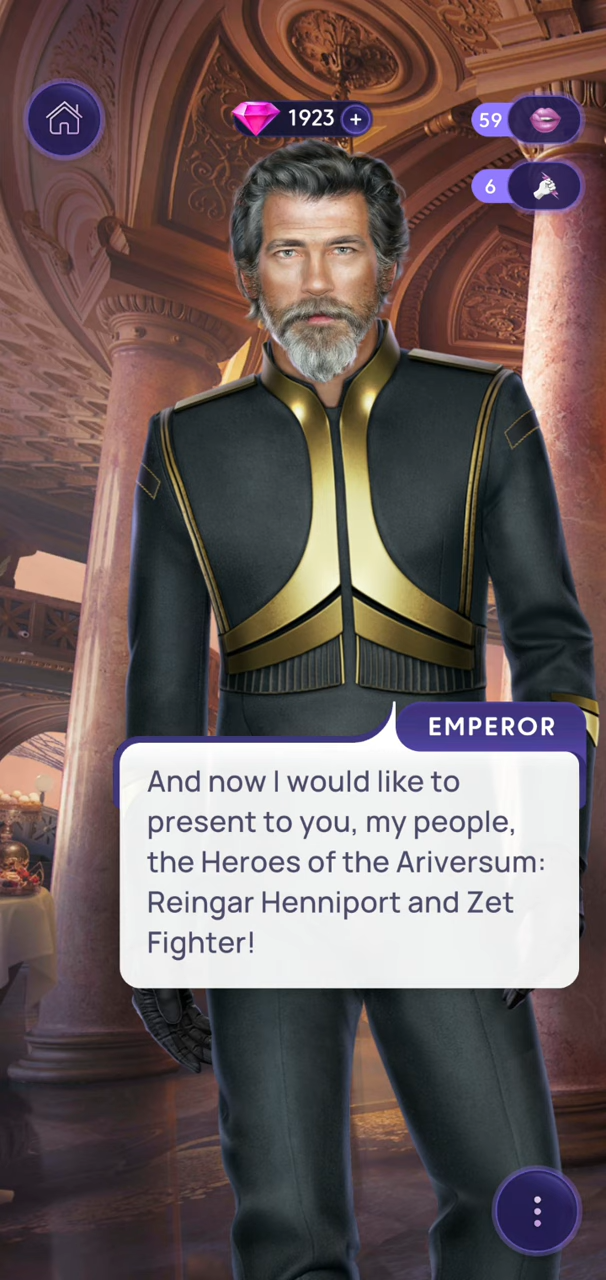 1923 +
59
6
EMPEROR
And now I would like to
present to you, my people,
the Heroes of the Ariversum:
Reingar Henniport and Zet
Fighter!